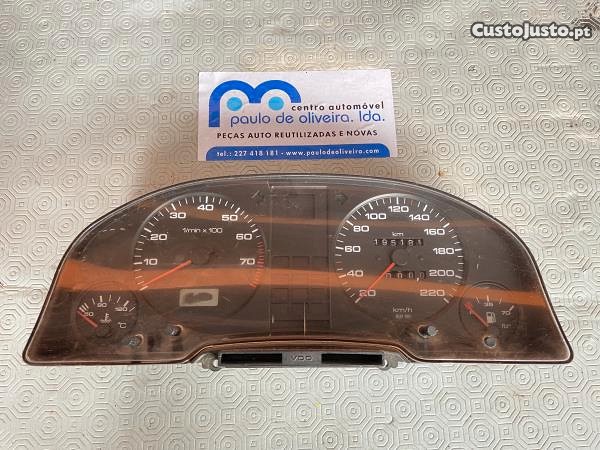 CustoJusto.pt
centro automóvel
paulo de oliveira. lda.
PEÇAS AUTO REUTILIZADAS E NOVAS
tel.: 227 418 181 - www.paulodeoliveira.com
10 20 30 40 50 60 70
1/min x 100
20 40 60 80 100 120 140 160 180 200 220
km
km/h
°C
VDO